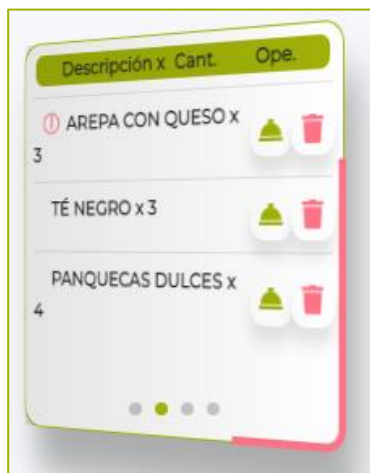 Descripción x Cant. Ope.
AREPA CON QUESO x
3
TÉ NEGRO x 3
PANQUECAS DULCES x
4